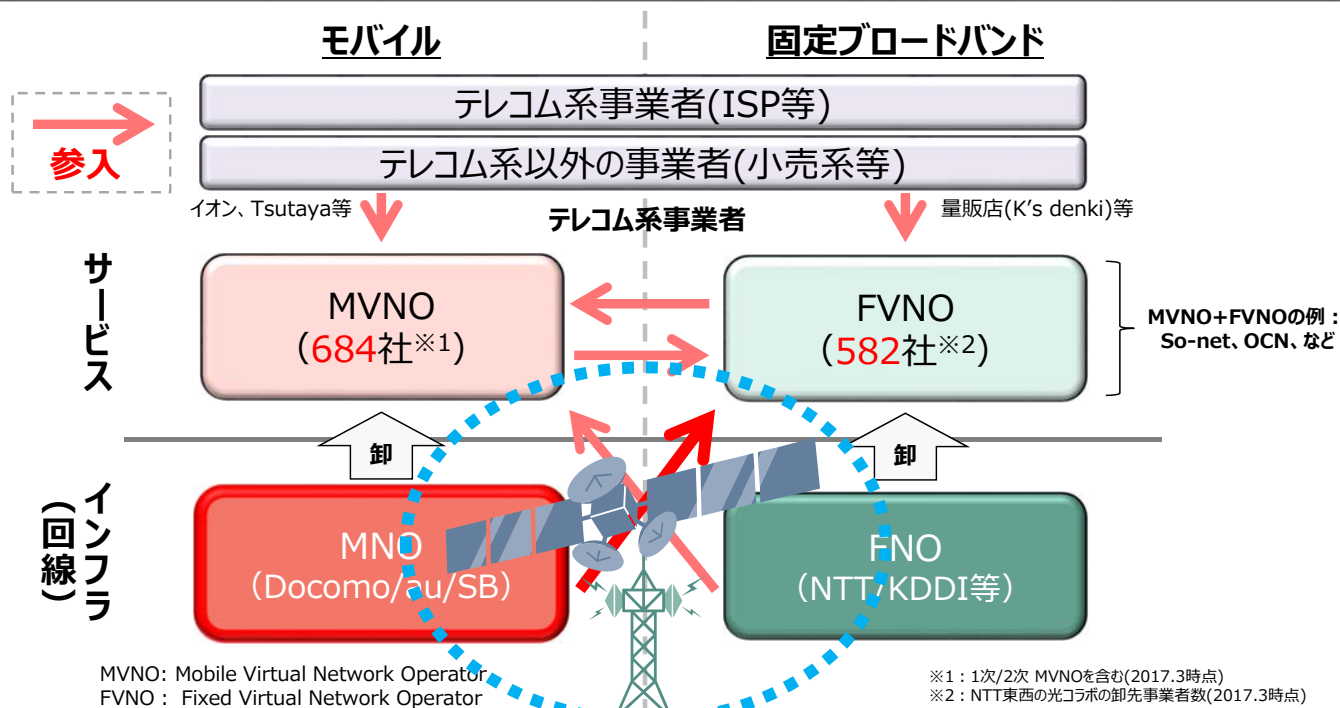 モバイル
固定ブロードバンド
参入
テレコム系事業者(ISP等)
テレコム系以外の事業者(小売系等)
イオン、Tsutaya等
テレコム系事業者
量販店(K's denki)等
サービス
MVNO
(684社※1)
FVNO
(582社※2)
MVNO+FVNOの例：
So-net、OCN、など
卸
卸
インフラ
(回線)
MNO
(Docomo/au/SB)
FNO
(NTT/KDDI等)
MVNO: Mobile Virtual Network Operator
FVNO : Fixed Virtual Network Operator
※1：1次/2次 MVNOを含む(2017.3時点)
※2：NTT東西の光コラボの卸先事業者数(2017.3時点)